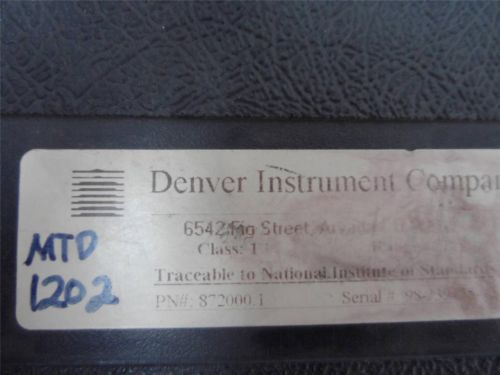 Denver Instrument Compa
6542 Fig Street,
Class: 1
Traceable to National Institute of Standards
PN#: 872000.1 Serial #: 98-
MTD
1202